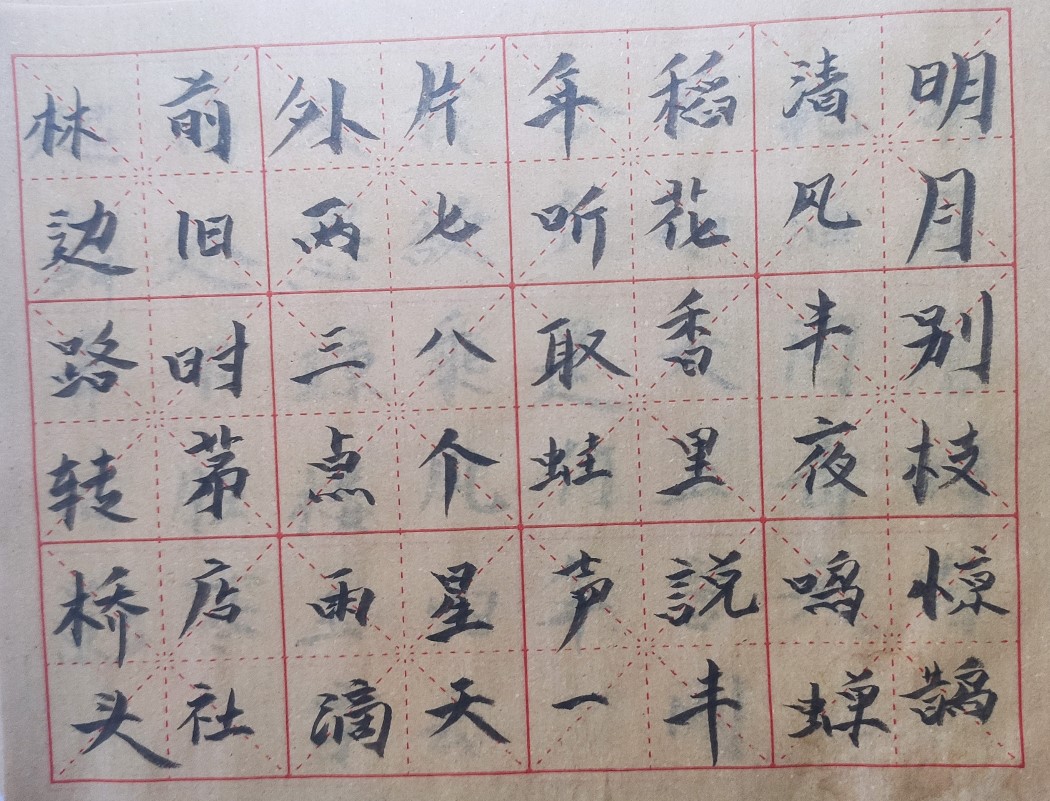 明月别枝惊鹊
清风丰夜鸣蝉
稻花香里説丰
年听取蛙声一
片七八个星天
外两三点雨滴
前旧时茅店社
林边路转桥头